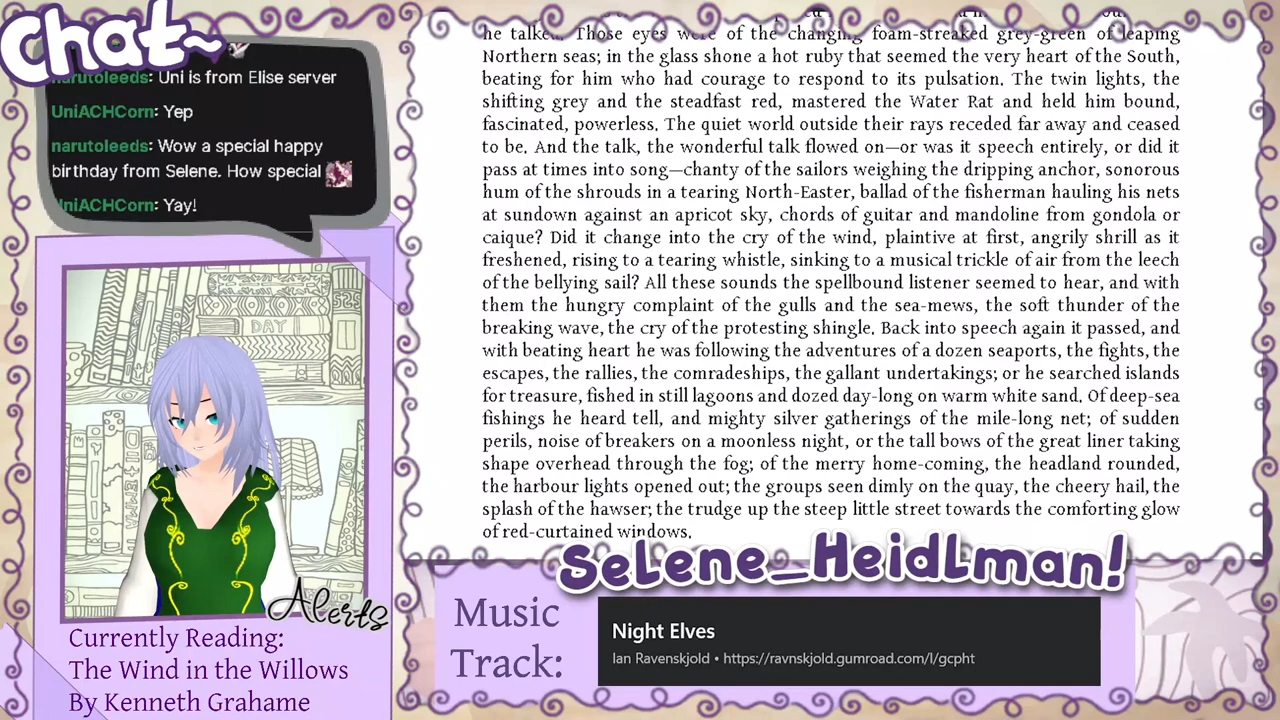 Chat~
narutoleeds: Uni is from Elise server
UniACHCorn: Yep
narutoleeds: Wow a special happy
birthday from Selene. How special
UniACHCorn: Yay!
DAY
Alerts
Currently Reading:
The Wind in the Willows
By Kenneth Grahame
he talked. Those eyes were of the changing foam-streaked grey-green of leaping
Northern seas; in the glass shone a hot ruby that seemed the very heart of the South,
beating for him who had courage to respond to its pulsation. The twin lights, the
shifting grey and the steadfast red, mastered the Water Rat and held him bound,
fascinated, powerless. The quiet world outside their rays receded far away and ceased
to be. And the talk, the wonderful talk flowed on—or was it speech entirely, or did it
pass at times into song—chanty of the sailors weighing the dripping anchor, sonorous
hum of the shrouds in a tearing North-Easter, ballad of the fisherman hauling his nets
at sundown against an apricot sky, chords of guitar and mandoline from gondola or
caique? Did it change into the cry of the wind, plaintive at first, angrily shrill as it
freshened, rising to a tearing whistle, sinking to a musical trickle of air from the leech
of the bellying sail? All these sounds the spellbound listener seemed to hear, and with
them the hungry complaint of the gulls and the sea-mews, the soft thunder of the
breaking wave, the cry of the protesting shingle. Back into speech again it passed, and
with beating heart he was following the adventures of a dozen seaports, the fights, the
escapes, the rallies, the comradeships, the gallant undertakings; or he searched islands
for treasure, fished in still lagoons and dozed day-long on warm white sand. Of deep-sea
fishings he heard tell, and mighty silver gatherings of the mile-long net; of sudden
perils, noise of breakers on a moonless night, or the tall bows of the great liner taking
shape overhead through the fog; of the merry home-coming, the headland rounded,
the harbour lights opened out; the groups seen dimly on the quay, the cheery hail, the
splash of the hawser; the trudge up the steep little street towards the comforting glow
of red-curtained windows.
Selene_Heidlman!
Music
Track:
Night Elves
Ian Ravenskjold • https://ravnskjold.gumroad.com/l/gcpht